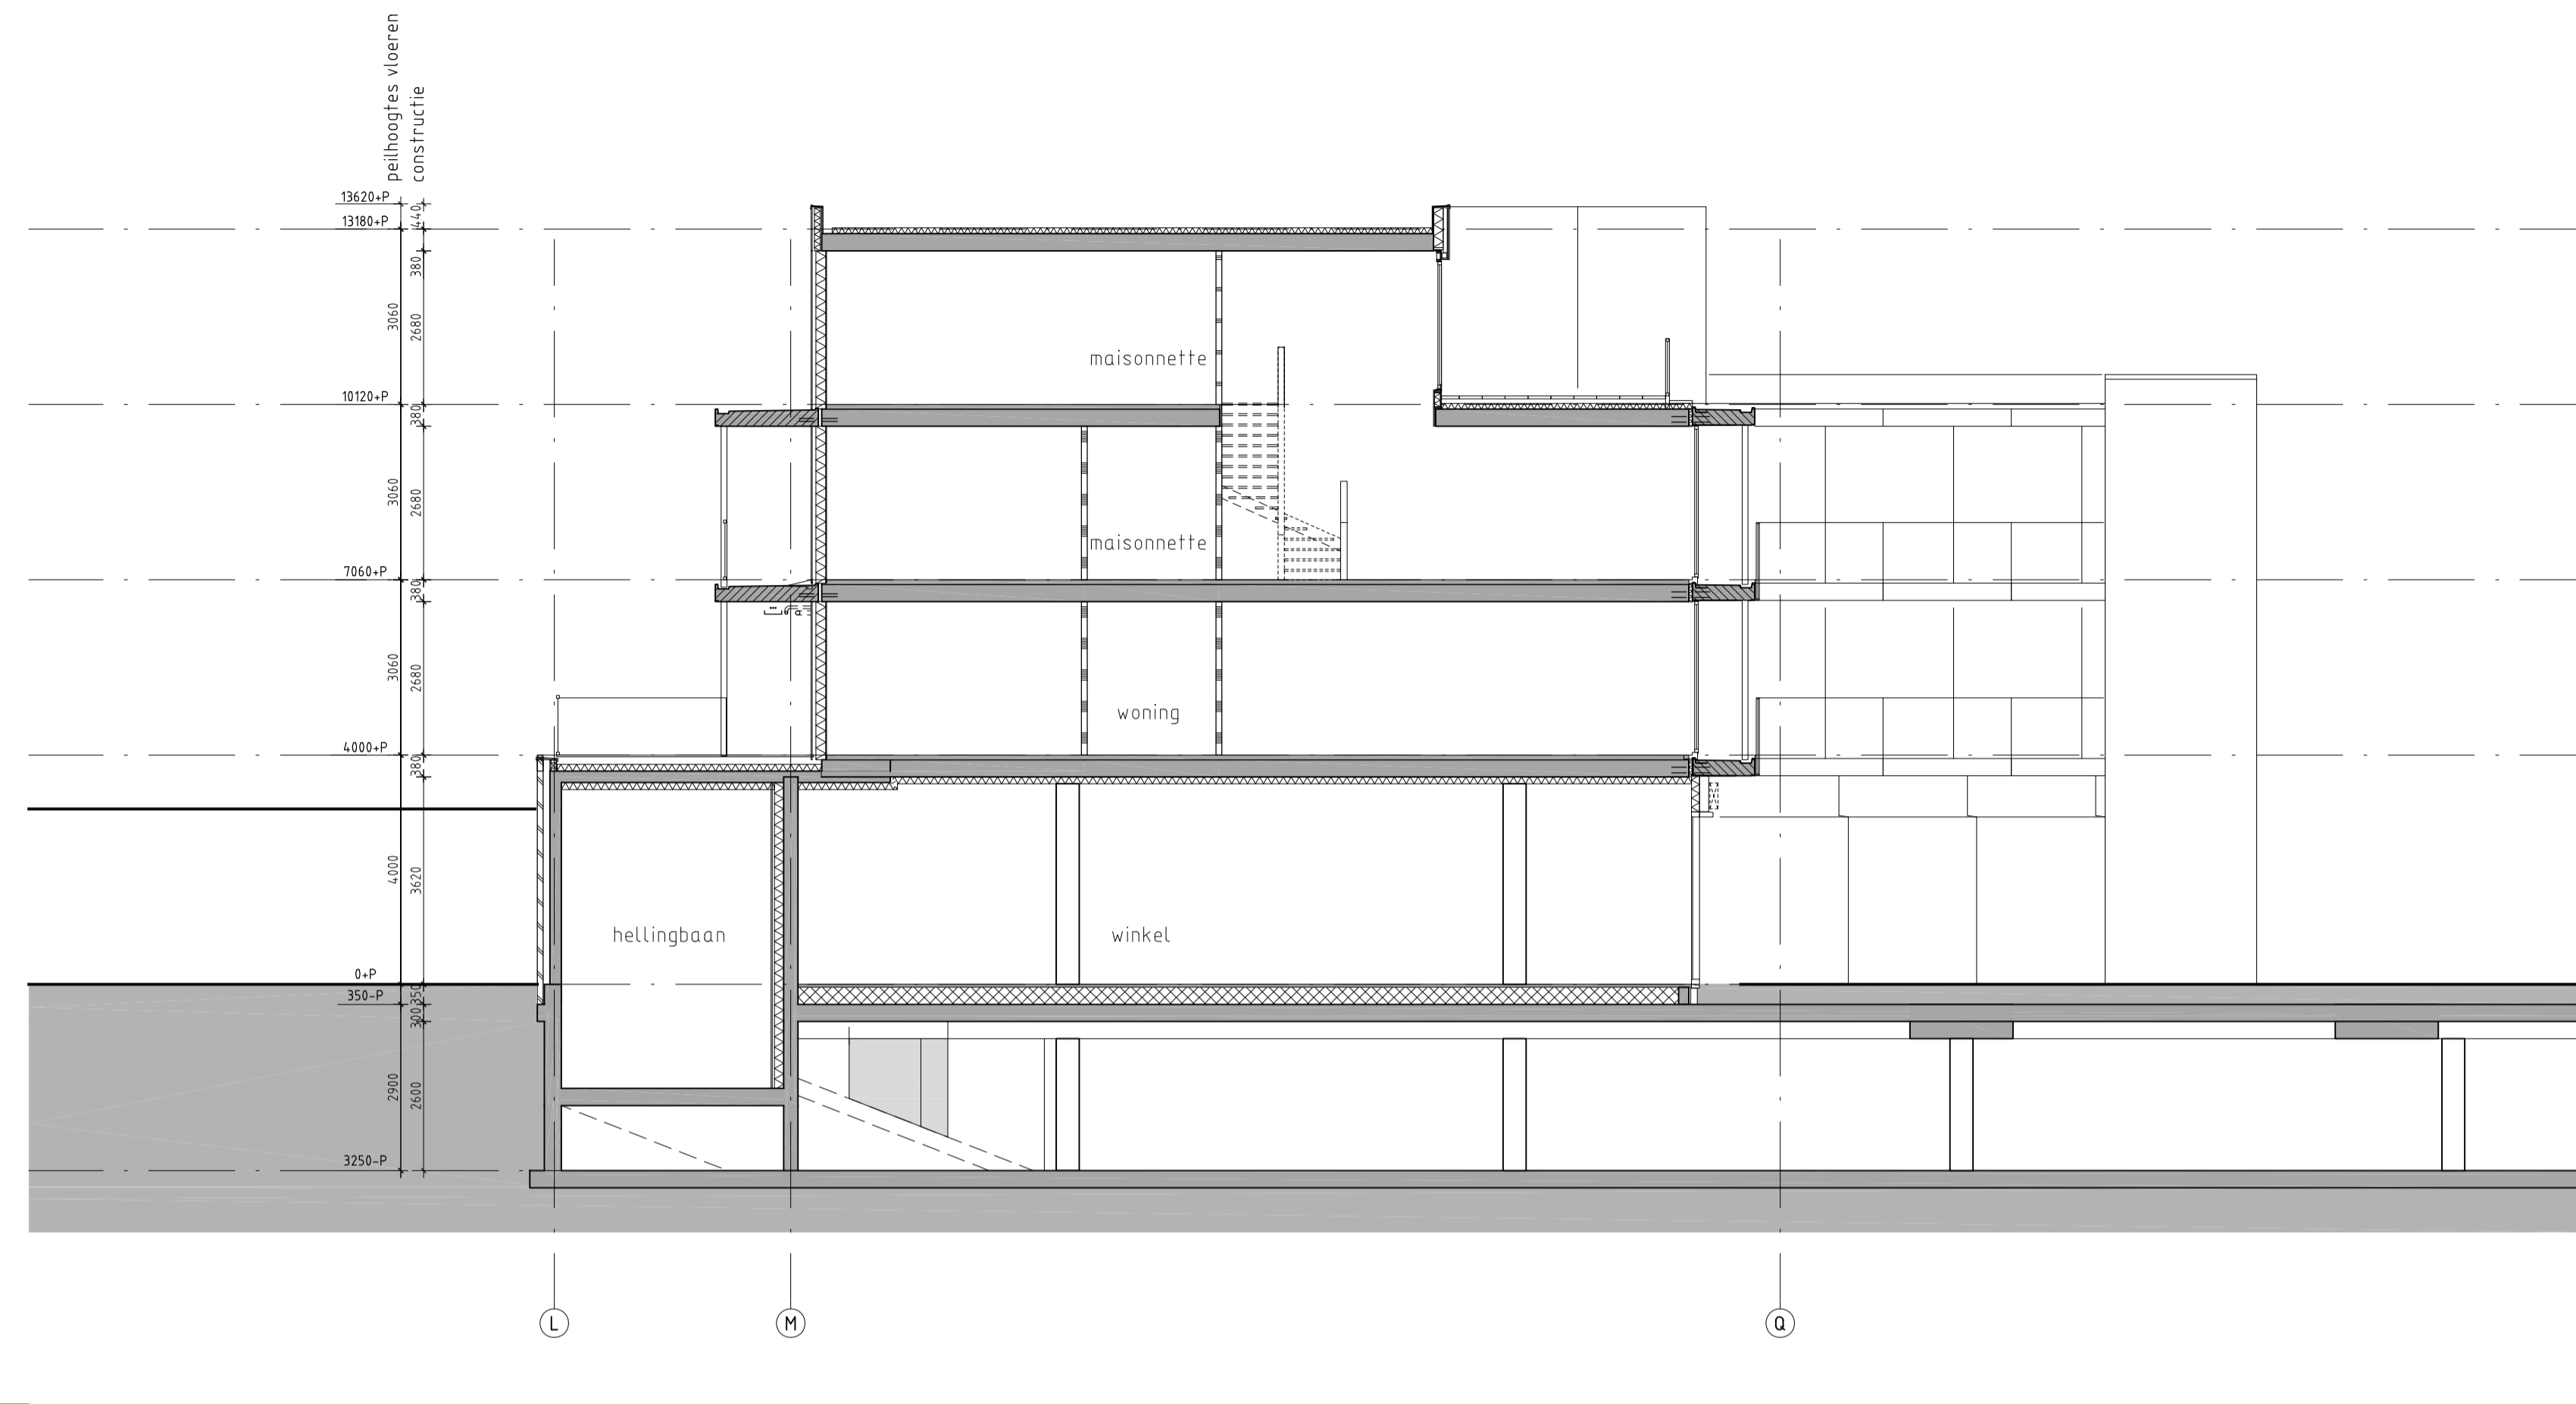 peilhoogtes vloeren
constructie
13620+P
440
13180+P
380
3060
2680
maisonnette
10120+P
380
3060
2680
maisonnette
7060+P
380
3060
2680
woning
4000+P
380
4000
3620
hellingbaan
winkel
0+P
350
350-P
300
2900
2600
3250-P
L
M
Q